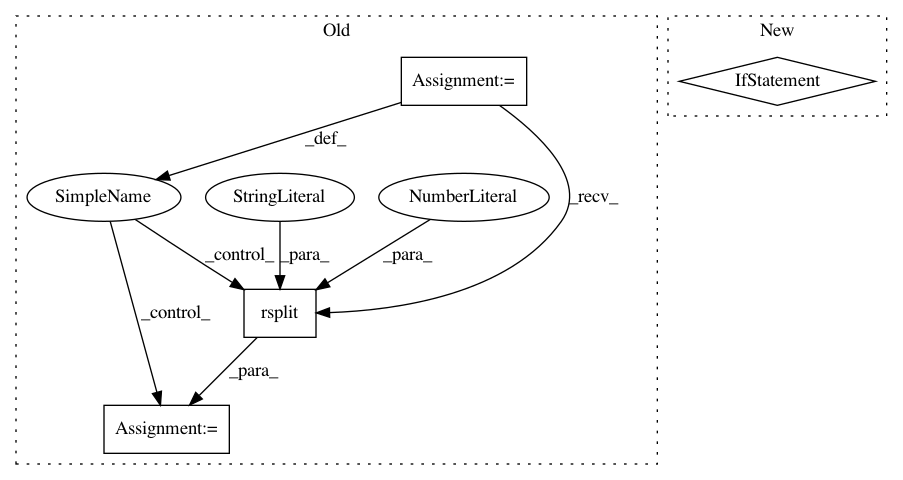 Old
New
Assignment:=
IfStatement
_def_
SimpleName
StringLiteral
NumberLiteral
_recv_
_control_
_para_
_para_
_control_
rsplit
_para_
Assignment:=